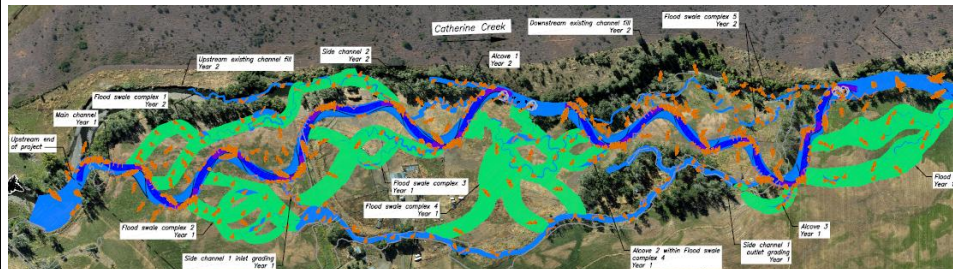 Catherine Creek
Downstream existing channel fill
Year 2
Flood swale complex 5
Year 2
Side channel 2
Year 2
Upstream existing channel fill
Year 2
Alcove 1
Year 2
Flood swale complex 1
Year 2
Main channel
Year 1
Upstream end
of project
Flood swale complex 3
Year 1
Flood
Year 1
Flood swale complex 4
Year 1
Flood swale complex 2
Year 1
Side channel 1 inlet grading
Year 1
Alcove 2 within Flood swale
complex 4
Year 1
Side channel 1
outlet grading
Year 1
Alcove 3
Year 1